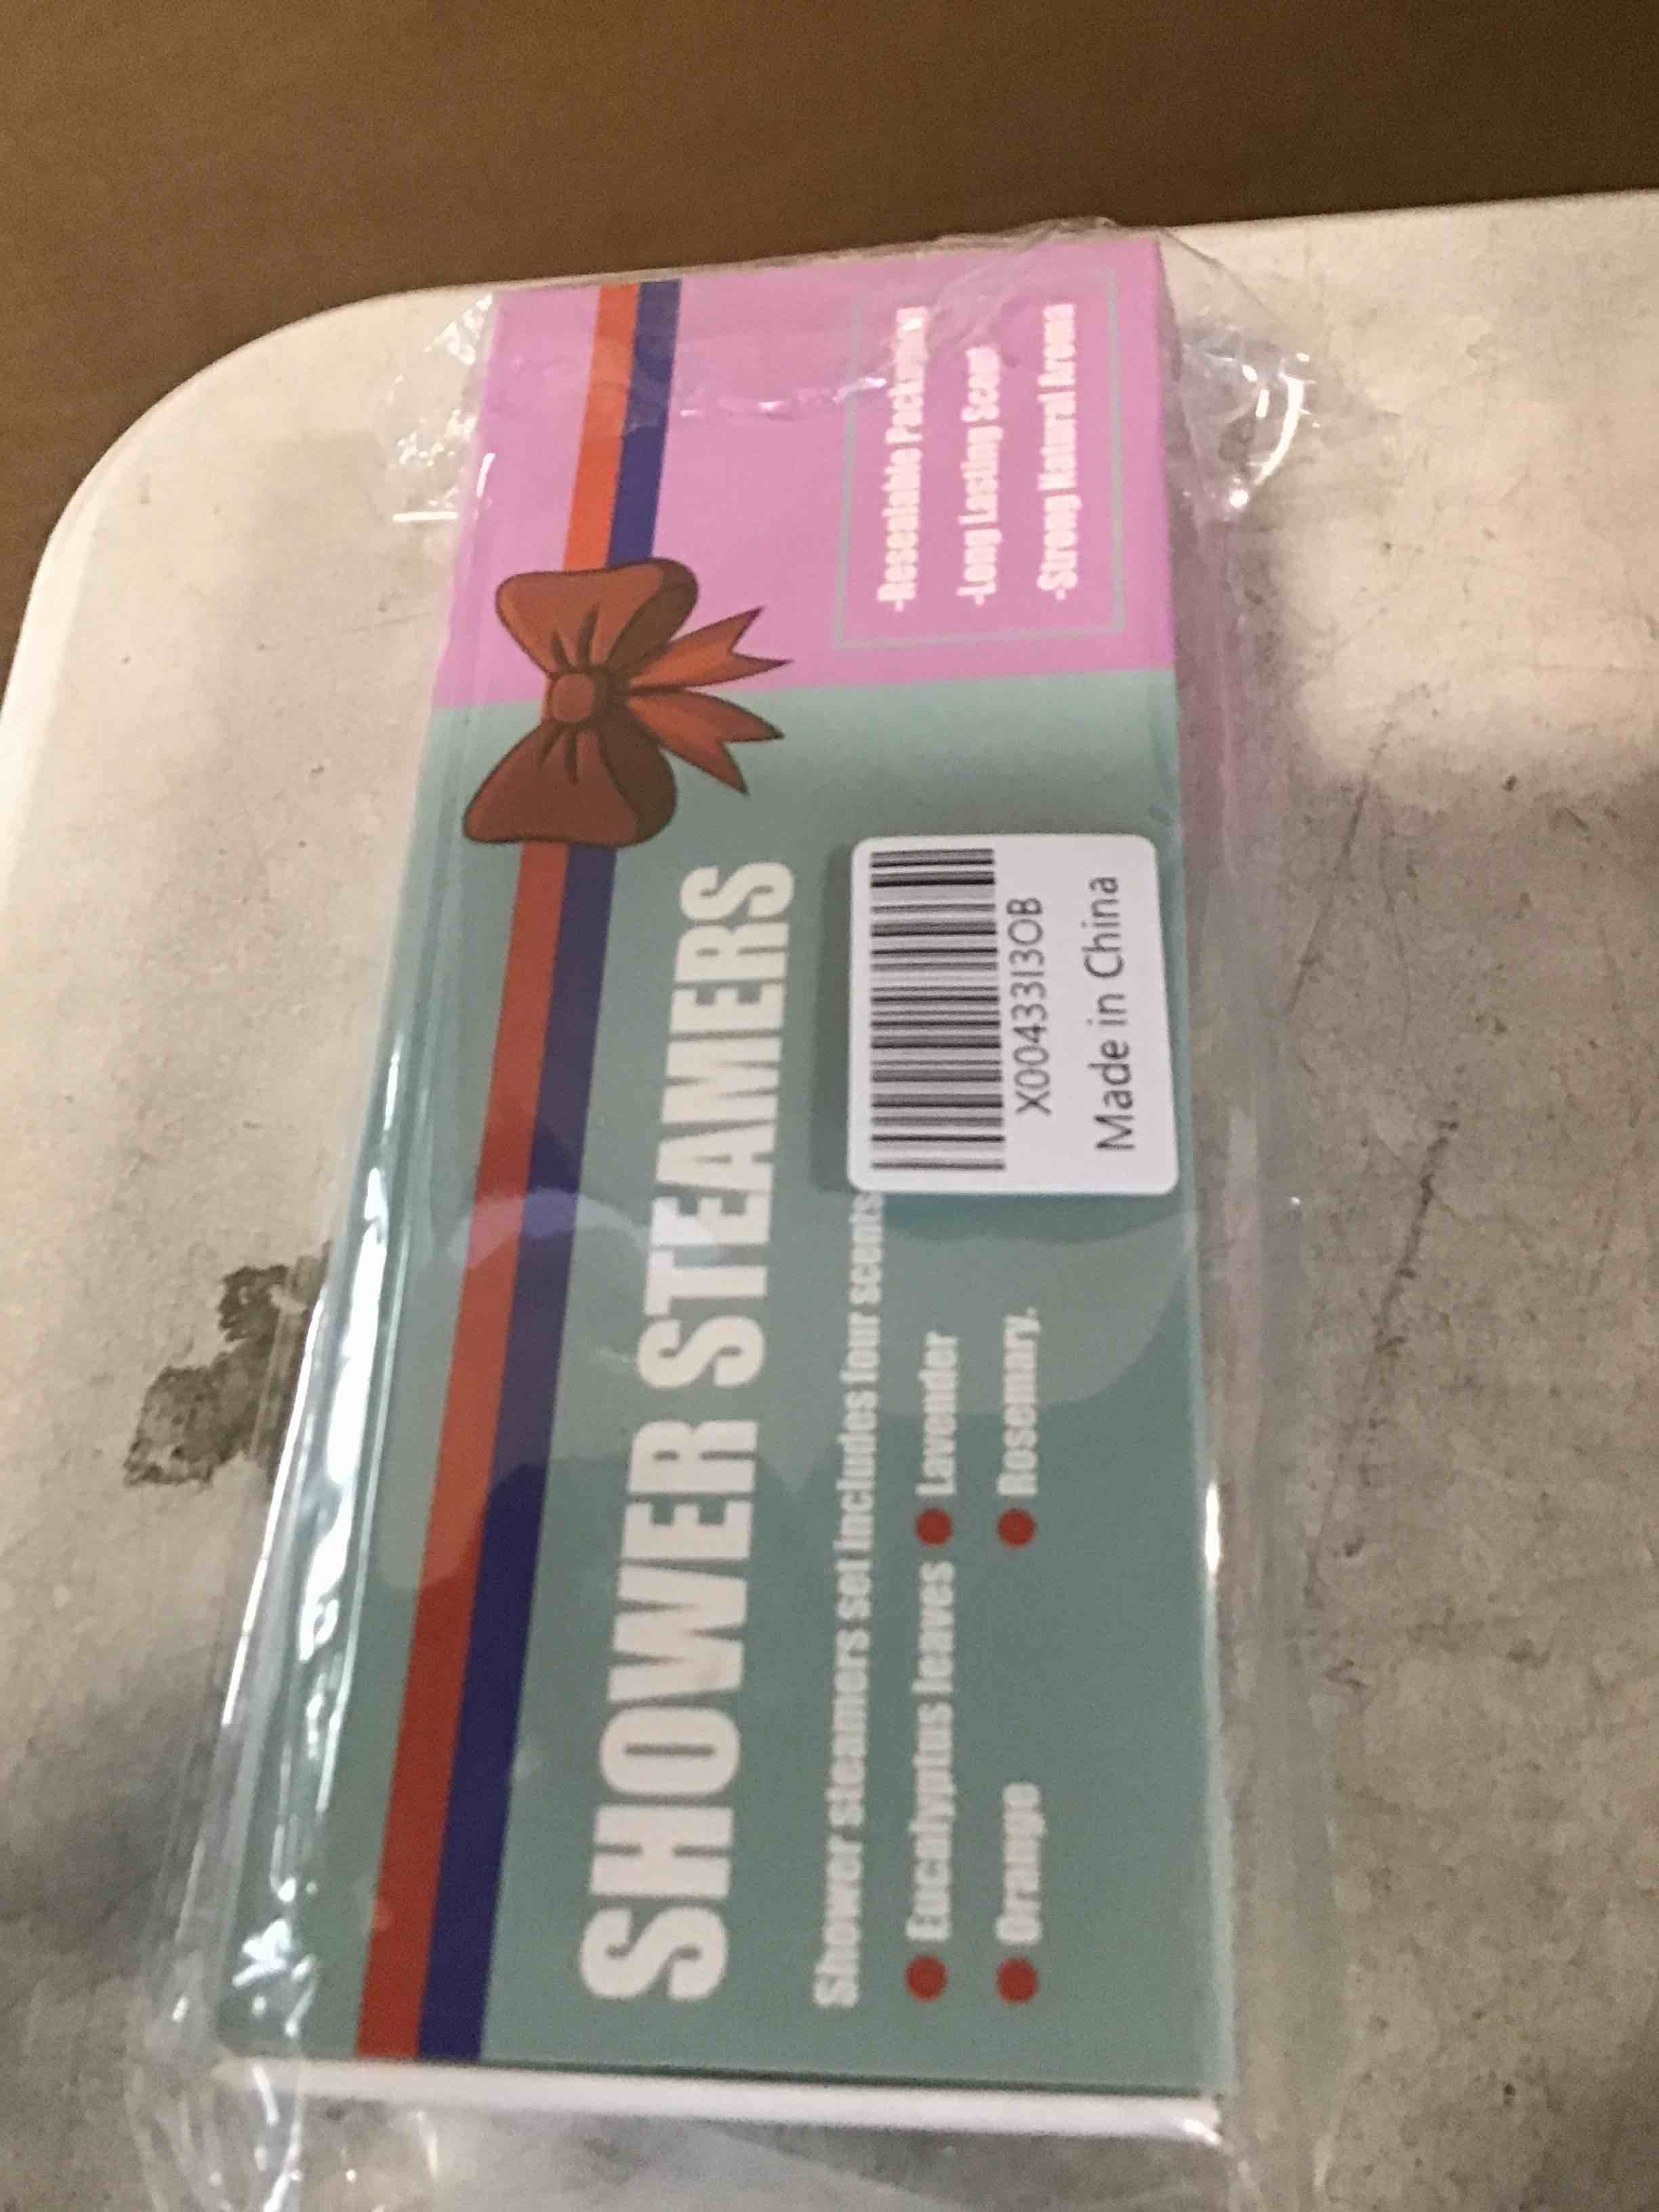 SHOWER STEAMERS
Shower steamers set includes four scents
Eucalyptus leaves Lavender
Orange Rosemary.
X00433I3OB
Made in China
-Resealable Packaging
-Long Lasting Scent
-Strong Natural Aroma